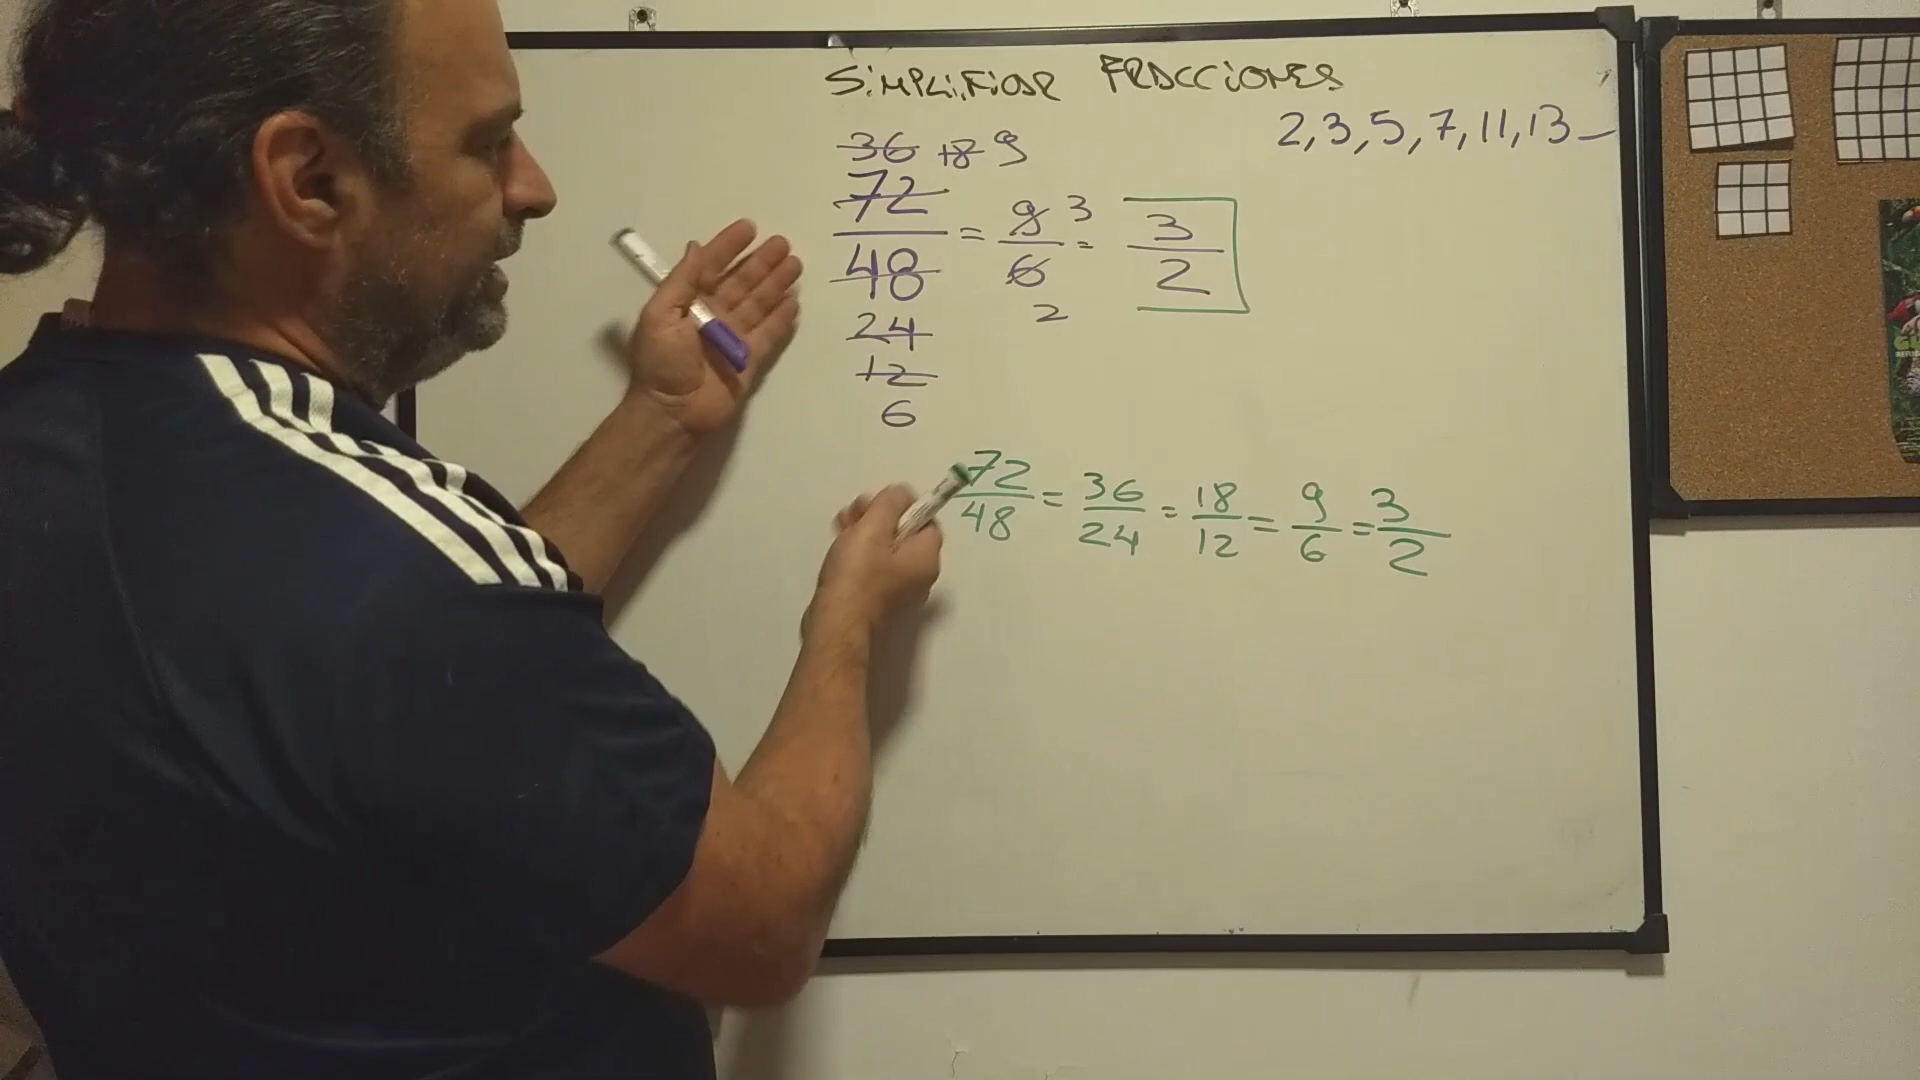 SiMPLiFiCAR FRACCiONES
2, 3, 5, 7, 11, 13 –
36 18 9
72/48 = 9/6 = 3/2
3
2
24
12
6
72/48 = 36/24 = 18/12 = 9/6 = 3/2